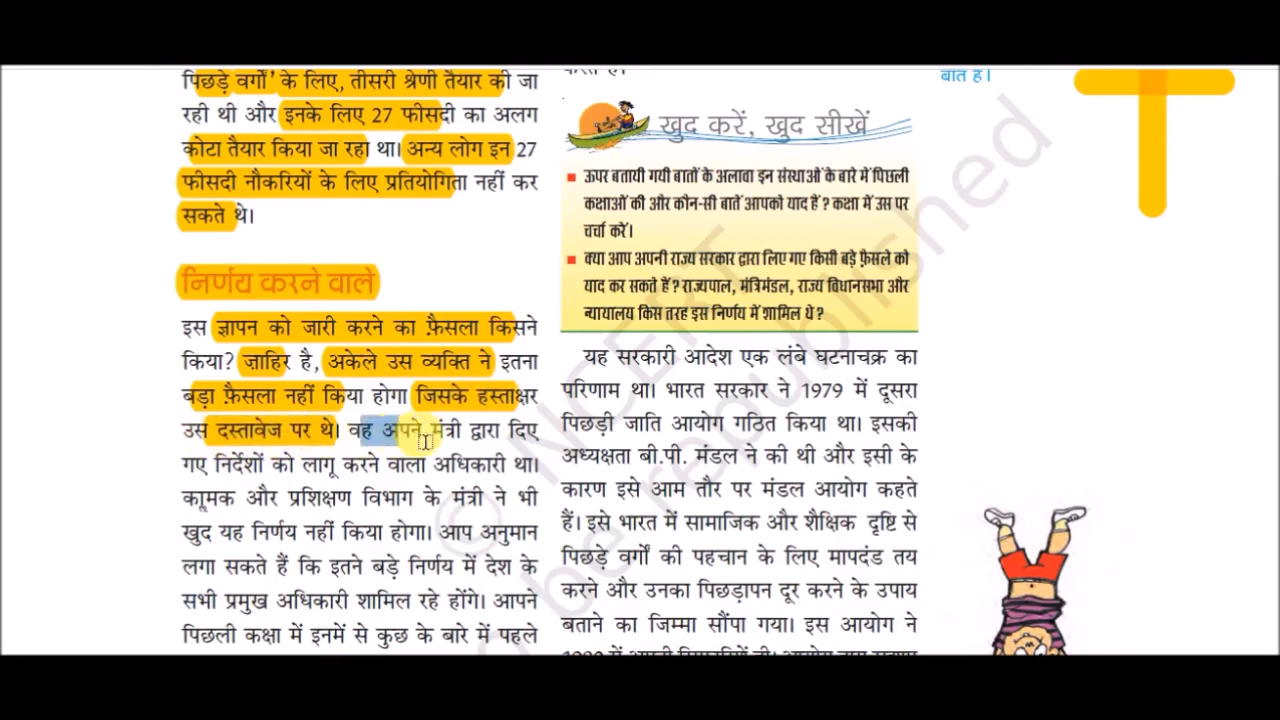 पिछड़े वर्गों' के लिए, तीसरी श्रेणी तैयार की जा
रही थी और इनके लिए 27 फीसदी का अलग
कोटा तैयार किया जा रहा था। अन्य लोग इन 27
फीसदी नौकरियों के लिए प्रतियोगिता नहीं कर
सकते थे।
निर्णय करने वाले
इस ज्ञापन को जारी करने का फ़ैसला किसने
किया? ज़ाहिर है, अकेले उस व्यक्ति ने इतना
बड़ा फ़ैसला नहीं किया होगा जिसके हस्ताक्षर
उस दस्तावेज पर थे। वह अपने मंत्री द्वारा दिए
गए निर्देशों को लागू करने वाला अधिकारी था।
और प्रशिक्षण विभाग के मंत्री ने भी
खुद यह निर्णय नहीं किया होगा। आप अनुमान
लगा सकते हैं कि इतने बड़े निर्णय में देश के
सभी प्रमुख अधिकारी शामिल रहे होंगे। आपने
पिछली कक्षा में इनमें से कुछ के बारे में पहले
खुद करें, खुद सीखें
■ ऊपर बतायी गयी बातों के अलावा इन संस्थाओं के बारे में पिछली
कक्षाओं की और कौन-सी बातें आपको याद हैं? कक्षा में उस पर
चर्चा करें।
■ क्या आप अपनी राज्य सरकार द्वारा लिए गए किसी बड़े फ़ैसले को
याद कर सकते हैं? राज्यपाल, मंत्रिमंडल, राज्य विधानसभा और
न्यायालय किस तरह इस निर्णय में शामिल थे?
यह सरकारी आदेश एक लंबे घटनाचक्र का
परिणाम था। भारत सरकार ने 1979 में दूसरा
पिछड़ी जाति आयोग गठित किया था। इसकी
अध्यक्षता बी.पी. मंडल ने की थी और इसी के
कारण इसे आम तौर पर मंडल आयोग कहते
हैं। इसे भारत में सामाजिक और शैक्षिक दृष्टि से
पिछड़े वर्गों की पहचान के लिए मापदंड तय
करने और उनका पिछड़ापन दूर करने के उपाय
बताने का जिम्मा सौंपा गया। इस आयोग ने
बात है।
© NCERT
be republished